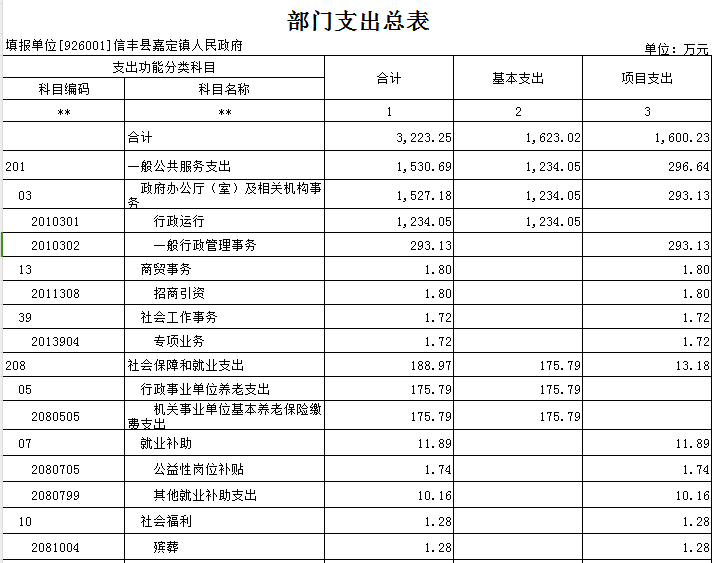 部门支出总表
填报单位[926001]信丰县嘉定镇人民政府 单位：万元
支出功能分类科目 合计 基本支出 项目支出
科目编码 科目名称
** ** 1 2 3
合计 3,223.25 1,623.02 1,600.23
201 一般公共服务支出 1,530.69 1,234.05 296.64
03 政府办公厅（室）及相关机构事务 1,527.18 1,234.05 293.13
2010301 行政运行 1,234.05 1,234.05
2010302 一般行政管理事务 293.13 293.13
13 商贸事务 1.80 1.80
2011308 招商引资 1.80 1.80
39 社会工作事务 1.72 1.72
2013904 专项业务 1.72 1.72
208 社会保障和就业支出 188.97 175.79 13.18
05 行政事业单位养老支出 175.79 175.79
2080505 机关事业单位基本养老保险缴费支出 175.79 175.79
07 就业补助 11.89 11.89
2080705 公益性岗位补贴 1.74 1.74
2080799 其他就业补助支出 10.16 10.16
10 社会福利 1.28 1.28
2081004 殡葬 1.28 1.28